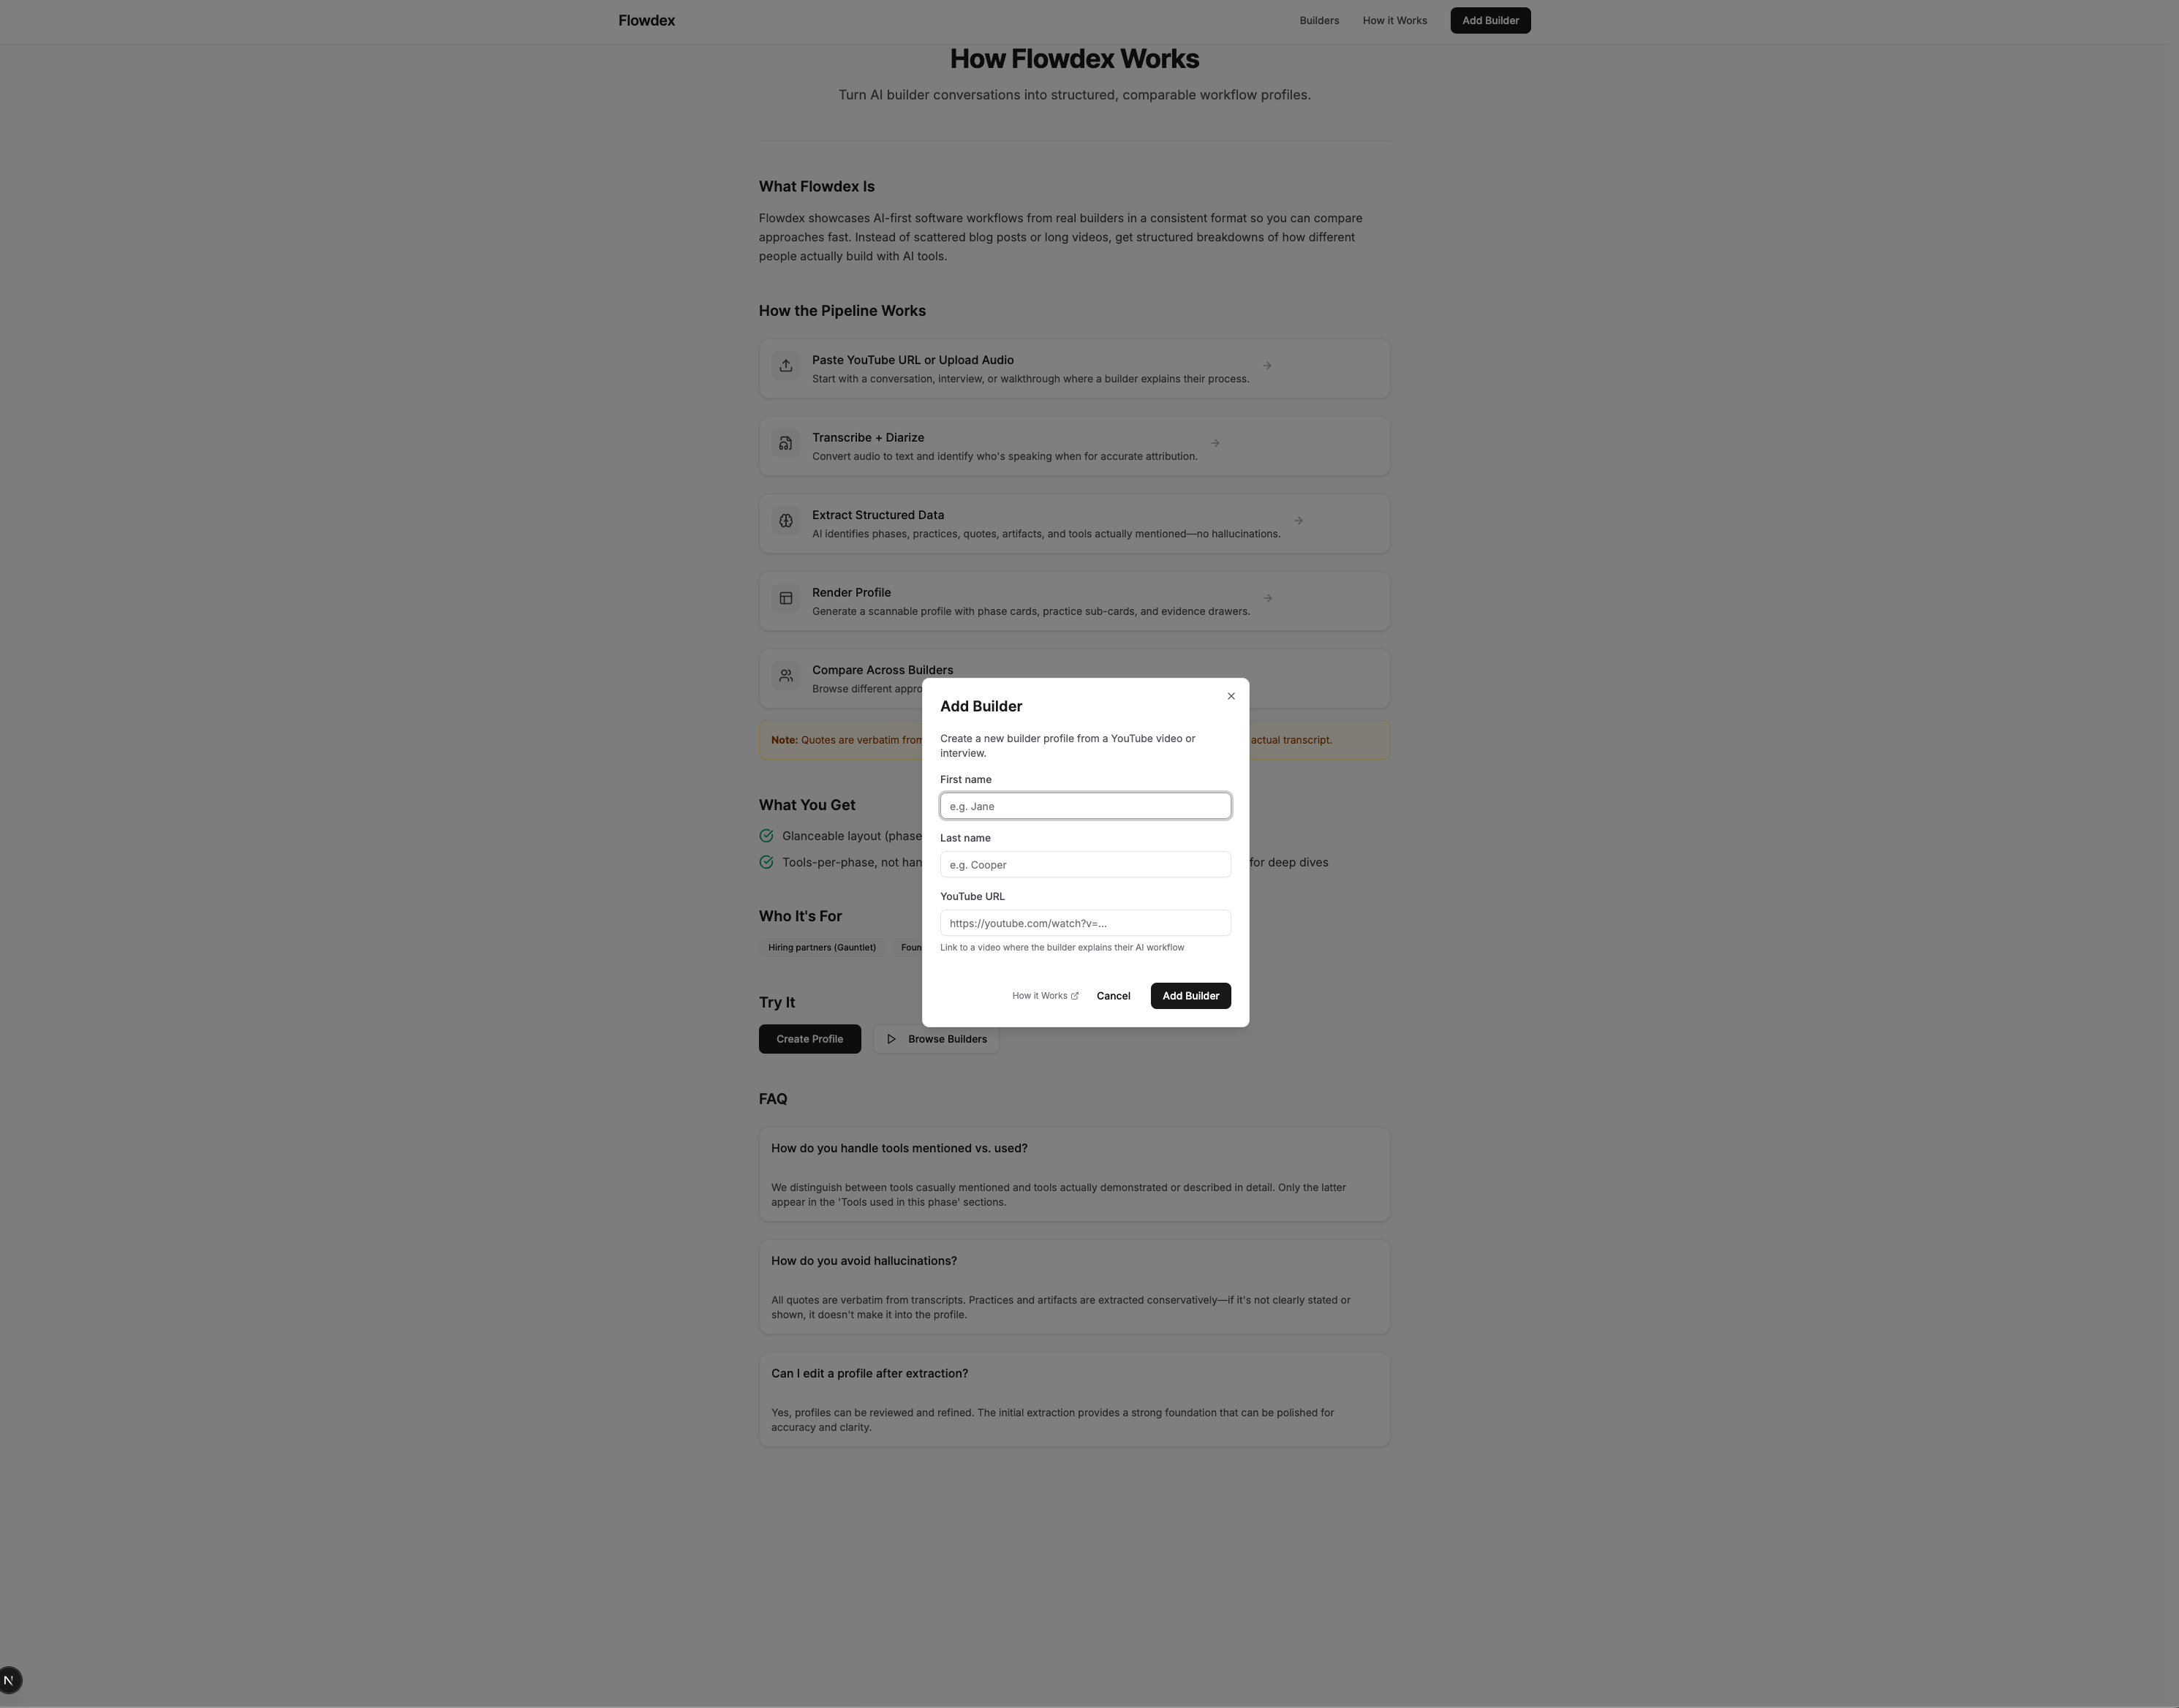 Flowdex
Builders
How it Works
Add Builder
How Flowdex Works
Turn AI builder conversations into structured, comparable workflow profiles.
What Flowdex Is
Flowdex showcases AI-first software workflows from real builders in a consistent format so you can compare
approaches fast. Instead of scattered blog posts or long videos, get structured breakdowns of how different
people actually build with AI tools.
How the Pipeline Works
Paste YouTube URL or Upload Audio
Start with a conversation, interview, or walkthrough where a builder explains their process.
Transcribe + Diarize
Convert audio to text and identify who's speaking when for accurate attribution.
Extract Structured Data
AI identifies phases, practices, quotes, artifacts, and tools actually mentioned—no hallucinations.
Render Profile
Generate a scannable profile with phase cards, practice sub-cards, and evidence drawers.
Compare Across Builders
Browse different appro
Note: Quotes are verbatim from
actual transcript.
What You Get
Glanceable layout (phase
Tools-per-phase, not han
for deep dives
Who It's For
Hiring partners (Gauntlet)
Foun
Try It
Create Profile
Browse Builders
Add Builder
Create a new builder profile from a YouTube video or
interview.
First name
e.g. Jane
Last name
e.g. Cooper
YouTube URL
https://youtube.com/watch?v=...
Link to a video where the builder explains their AI workflow
How it Works
Cancel
Add Builder
FAQ
How do you handle tools mentioned vs. used?
We distinguish between tools casually mentioned and tools actually demonstrated or described in detail. Only the latter
appear in the 'Tools used in this phase' sections.
How do you avoid hallucinations?
All quotes are verbatim from transcripts. Practices and artifacts are extracted conservatively—if it's not clearly stated or
shown, it doesn't make it into the profile.
Can I edit a profile after extraction?
Yes, profiles can be reviewed and refined. The initial extraction provides a strong foundation that can be polished for
accuracy and clarity.
N